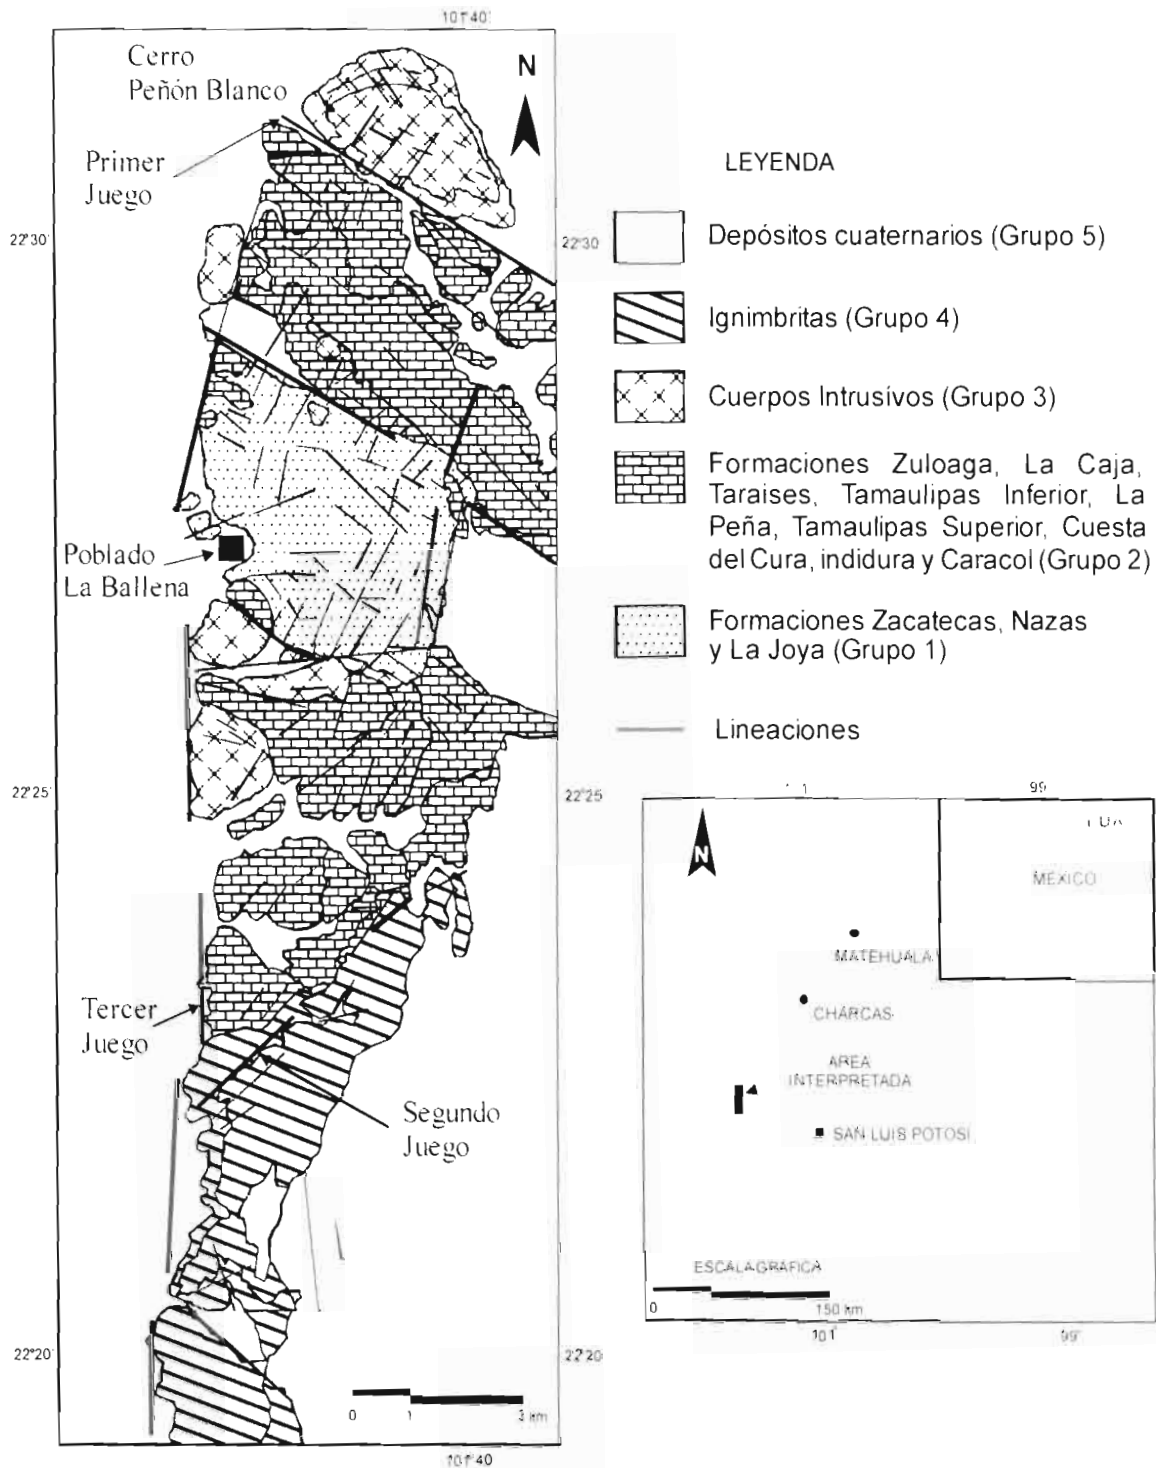 101°40'
Cerro
Peñón Blanco
N
Primer
Juego
22°30'
22°30'
Poblado
La Ballena
22°25'
22°25'
Tercer
Juego
Segundo
Juego
22°20'
22°20'
0 1 3 km
101°40
LEYENDA
Depósitos cuaternarios (Grupo 5)
Ignimbritas (Grupo 4)
Cuerpos Intrusivos (Grupo 3)
Formaciones Zuloaga, La Caja,
Taraises, Tamaulipas Inferior, La
Peña, Tamaulipas Superior, Cuesta
del Cura, indidura y Caracol (Grupo 2)
Formaciones Zacatecas, Nazas
y La Joya (Grupo 1)
Lineaciones
99
N
MÉXICO
MATEHUALA
CHARCAS
AREA
INTERPRETADA
SAN LUIS POTOSI
ESCALA GRAFICA
0 150 km
101°
99°